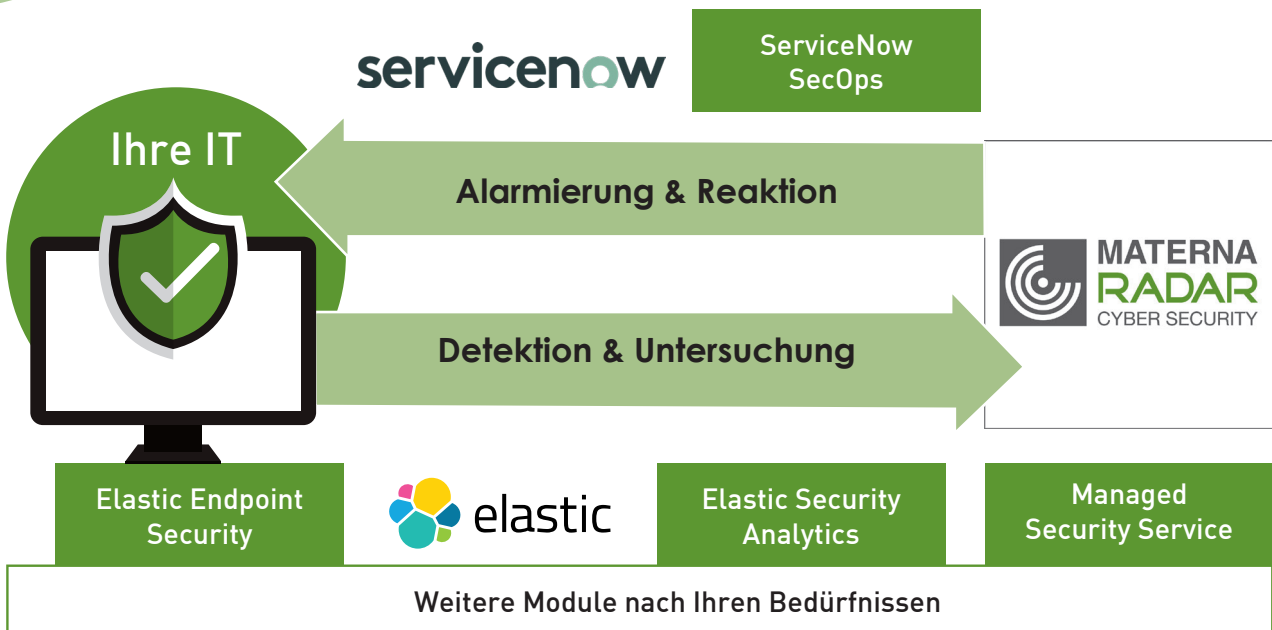 servicenow
ServiceNow
SecOps
Ihre IT
Alarmierung & Reaktion
MATERNA
RADAR
CYBER SECURITY
Detektion & Untersuchung
Elastic Endpoint
Security
elastic
Elastic Security
Analytics
Managed
Security Service
Weitere Module nach Ihren Bedürfnissen